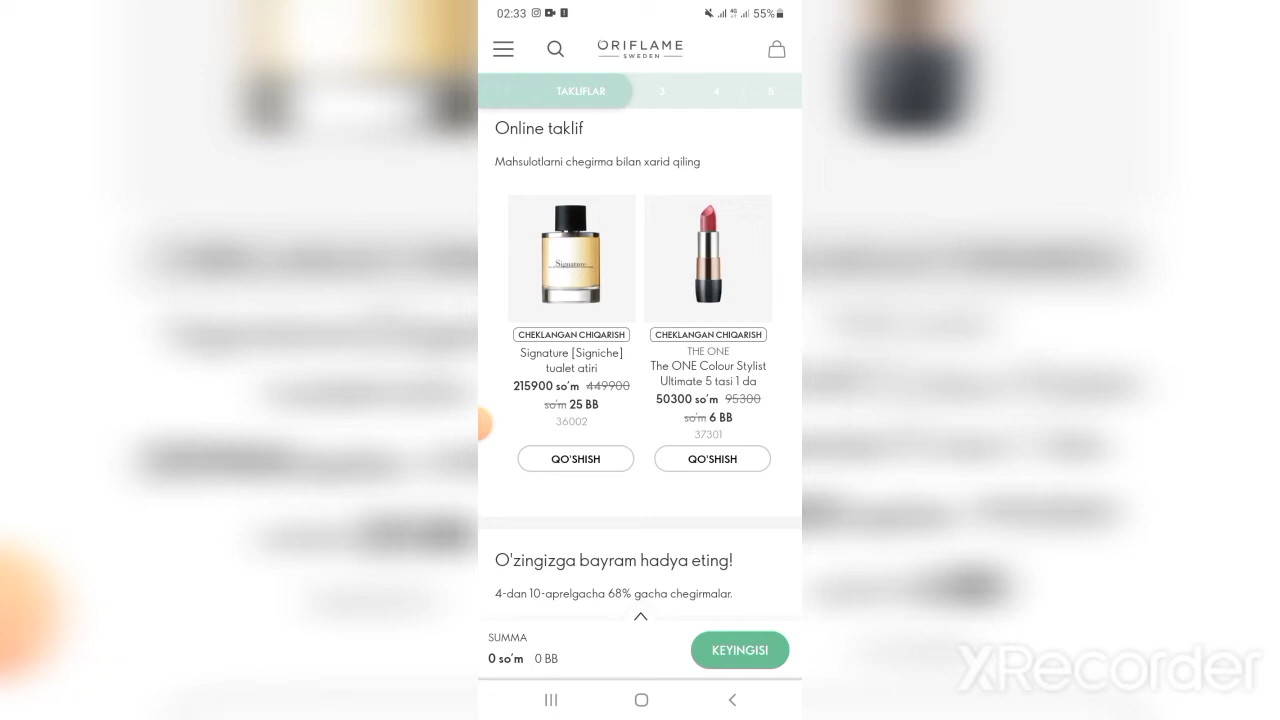 02:33
55%
ORIFLAME
SWEDEN
TAKLIFLAR
3
4
5
Online taklif
Mahsulotlarni chegirma bilan xarid qiling
Signature
CHEKLANGAN CHIQARISH
Signature [Signiche]
tualet atiri
215900 so'm 449900
so'm 25 BB
36002
QO'SHISH
CHEKLANGAN CHIQARISH
THE ONE
The ONE Colour Stylist
Ultimate 5 tasi 1 da
50300 so'm 95300
so'm 6 BB
37301
QO'SHISH
O'zingizga bayram hadya eting!
4-dan 10-aprelgacha 68% gacha chegirmalar.
SUMMA
0 so'm 0 BB
KEYINGISI
XRecorder